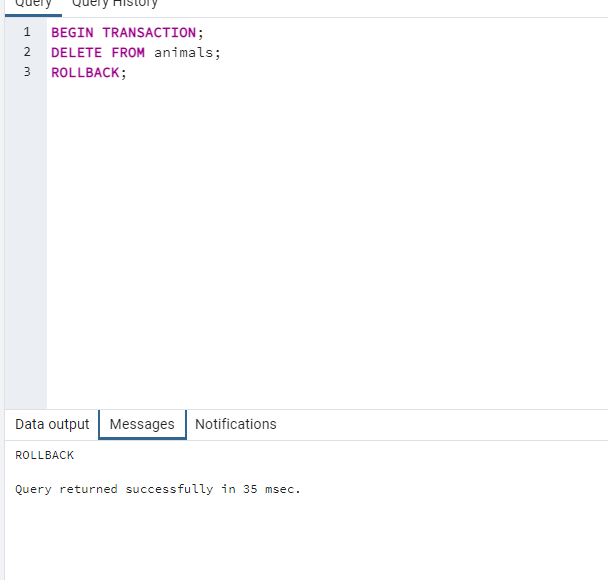 Query Query History
1 BEGIN TRANSACTION;
2 DELETE FROM animals;
3 ROLLBACK;
Data output Messages Notifications
ROLLBACK
Query returned successfully in 35 msec.